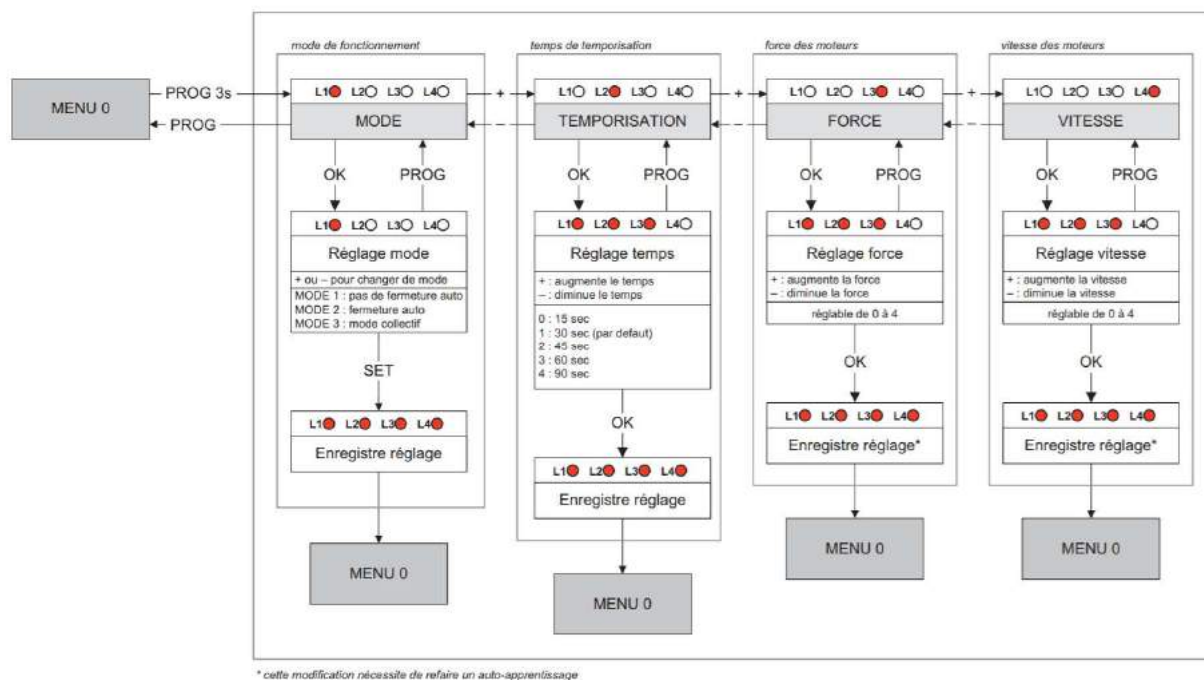 mode de fonctionnement
temps de temporisation
force des moteurs
vitesse des moteurs
MENU 0
PROG 3s
PROG
L1 L2 L3 L4
MODE
+
–
L1 L2 L3 L4
TEMPORISATION
+
–
L1 L2 L3 L4
FORCE
+
–
L1 L2 L3 L4
VITESSE
OK
PROG
OK
PROG
OK
PROG
OK
PROG
L1 L2 L3 L4
Réglage mode
+ ou – pour changer de mode
MODE 1 : pas de fermeture auto
MODE 2 : fermeture auto
MODE 3 : mode collectif
SET
L1 L2 L3 L4
Enregistre réglage
MENU 0
L1 L2 L3 L4
Réglage temps
+ : augmente le temps
– : diminue le temps
0 : 15 sec
1 : 30 sec (par defaut)
2 : 45 sec
3 : 60 sec
4 : 90 sec
OK
L1 L2 L3 L4
Enregistre réglage
MENU 0
L1 L2 L3 L4
Réglage force
+ : augmente la force
– : diminue la force
réglable de 0 à 4
OK
L1 L2 L3 L4
Enregistre réglage*
MENU 0
L1 L2 L3 L4
Réglage vitesse
+ : augmente la vitesse
– : diminue la vitesse
réglable de 0 à 4
OK
L1 L2 L3 L4
Enregistre réglage*
MENU 0
* cette modification nécessite de refaire un auto-apprentissage